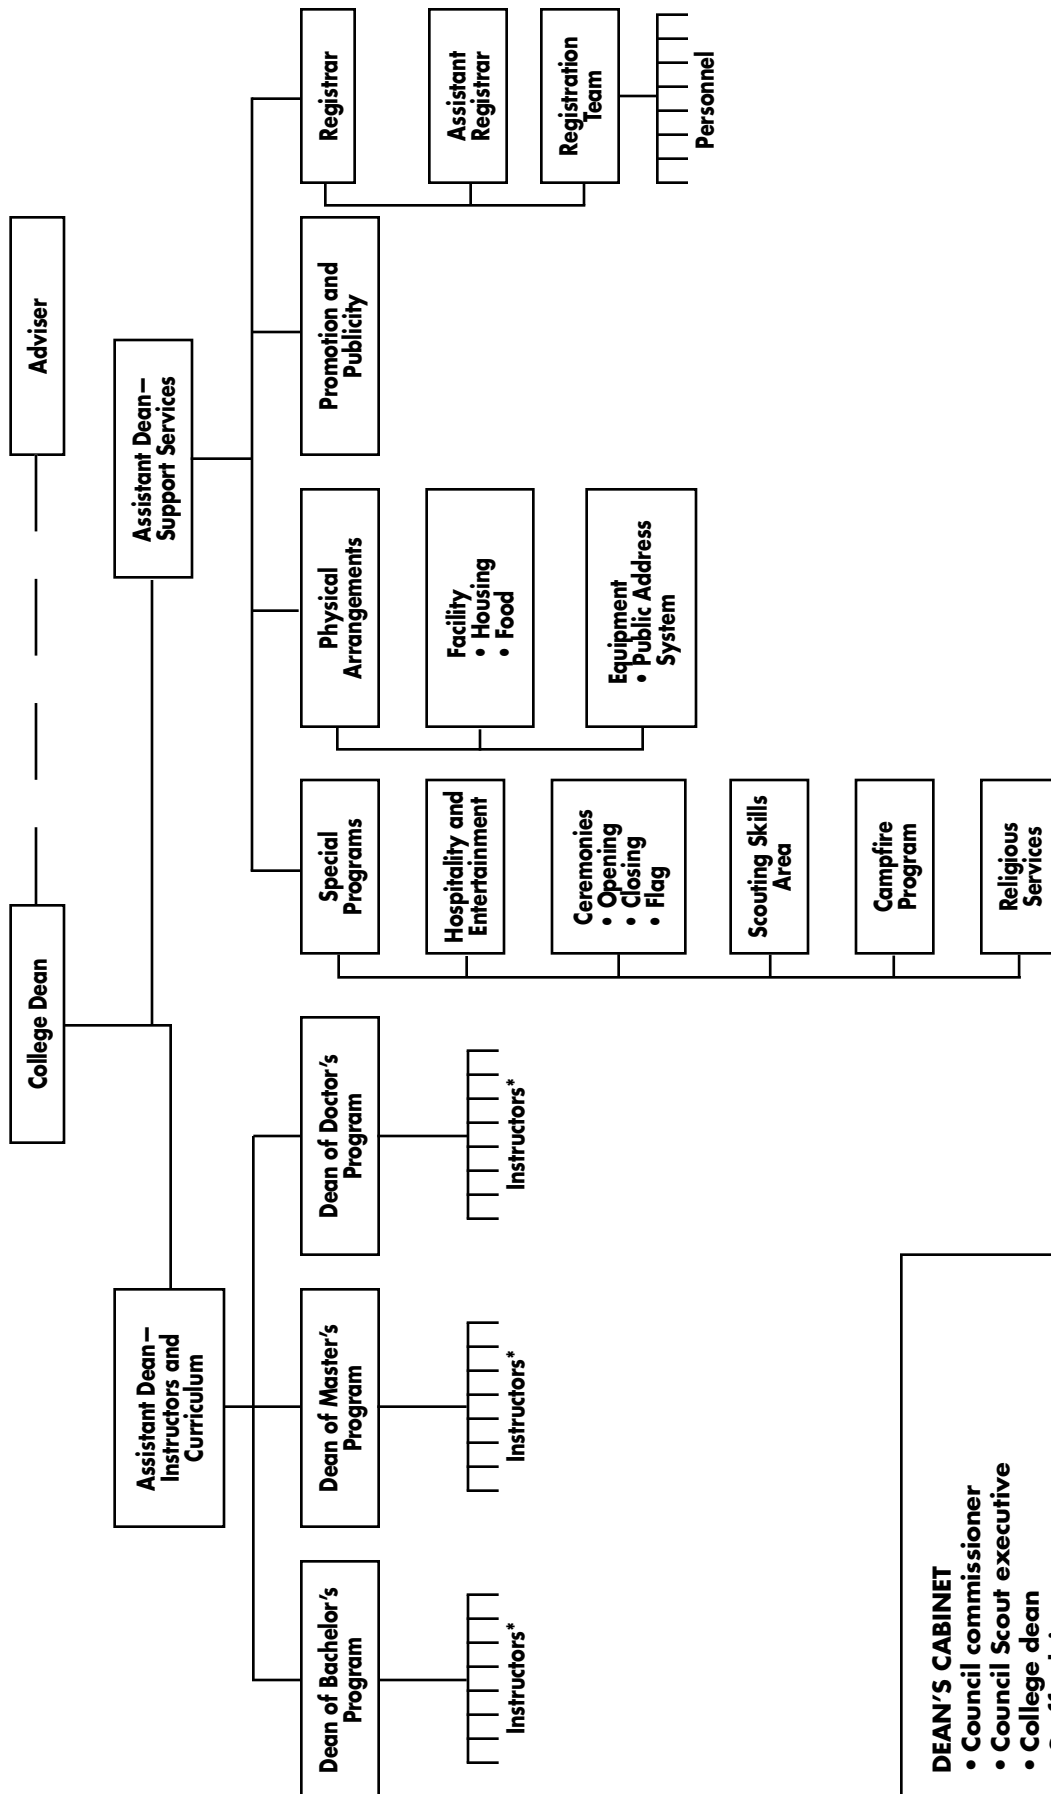 College Dean
Adviser
Assistant Dean—
Instructors and
Curriculum
Assistant Dean—
Support Services
Dean of Bachelor's
Program
Dean of Master's
Program
Dean of Doctor's
Program
Special
Programs
Physical
Arrangements
Promotion and
Publicity
Registrar
Instructors*
Instructors*
Instructors*
Hospitality and
Entertainment
Ceremonies
• Opening
• Closing
• Flag
Scouting Skills
Area
Campfire
Program
Religious
Services
Facility
• Housing
• Food
Equipment
• Public Address
System
Assistant
Registrar
Registration
Team
Personnel
DEAN'S CABINET
• Council commissioner
• Council Scout executive
• College dean